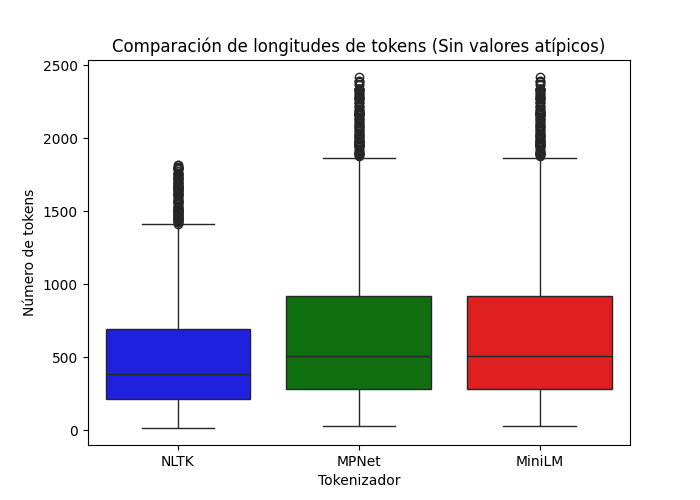 Comparación de longitudes de tokens (Sin valores atípicos)
2500
2000
1500
1000
500
0
Número de tokens
NLTK MPNet MiniLM
Tokenizador